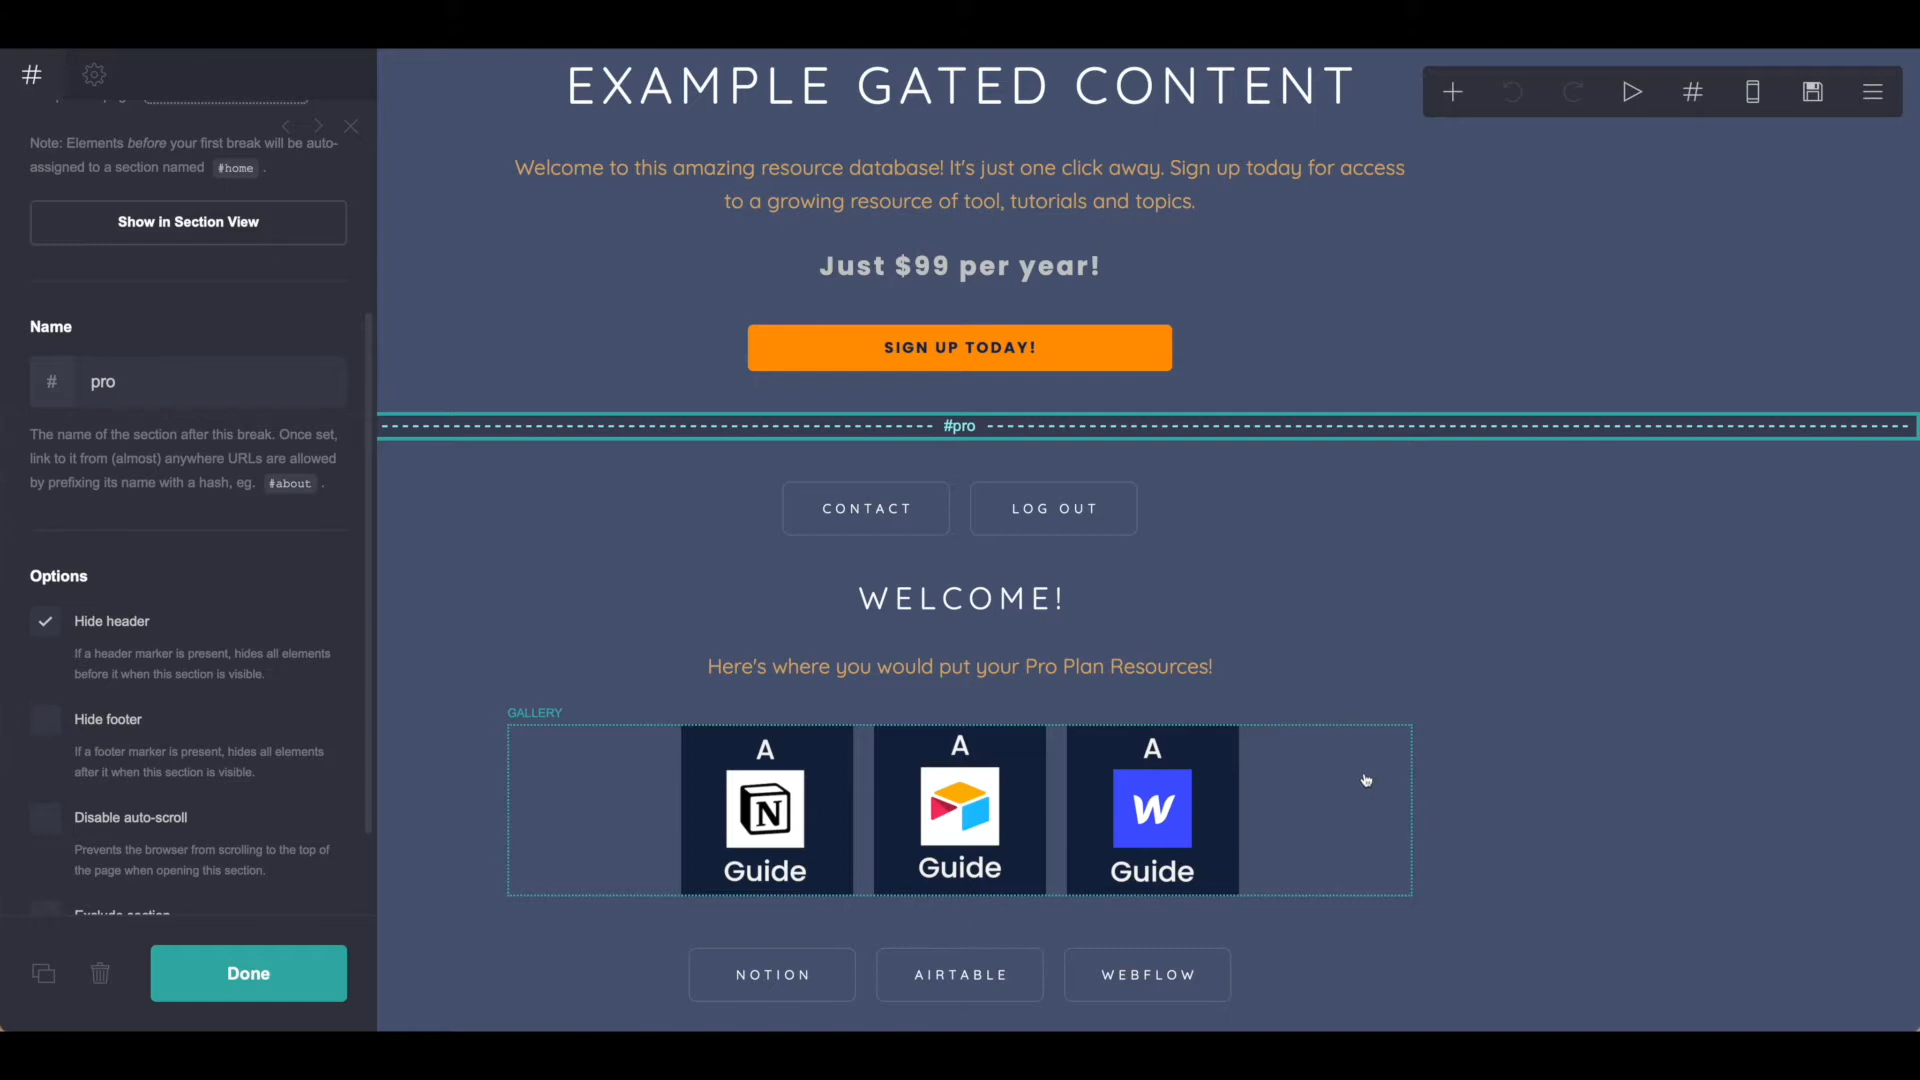 Note: Elements before your first break will be auto-
assigned to a section named #home .
Show in Section View
Name
# pro
The name of the section after this break. Once set,
link to it from (almost) anywhere URLs are allowed
by prefixing its name with a hash, eg. #about .
Options
Hide header
If a header marker is present, hides all elements
before it when this section is visible.
Hide footer
If a footer marker is present, hides all elements
after it when this section is visible.
Disable auto-scroll
Prevents the browser from scrolling to the top of
the page when opening this section.
Exclude section
Done
EXAMPLE GATED CONTENT
Welcome to this amazing resource database! It's just one click away. Sign up today for access
to a growing resource of tool, tutorials and topics.
Just $99 per year!
SIGN UP TODAY!
#pro
CONTACT LOG OUT
WELCOME!
Here's where you would put your Pro Plan Resources!
GALLERY
A A A
N W
Guide Guide Guide
NOTION AIRTABLE WEBFLOW